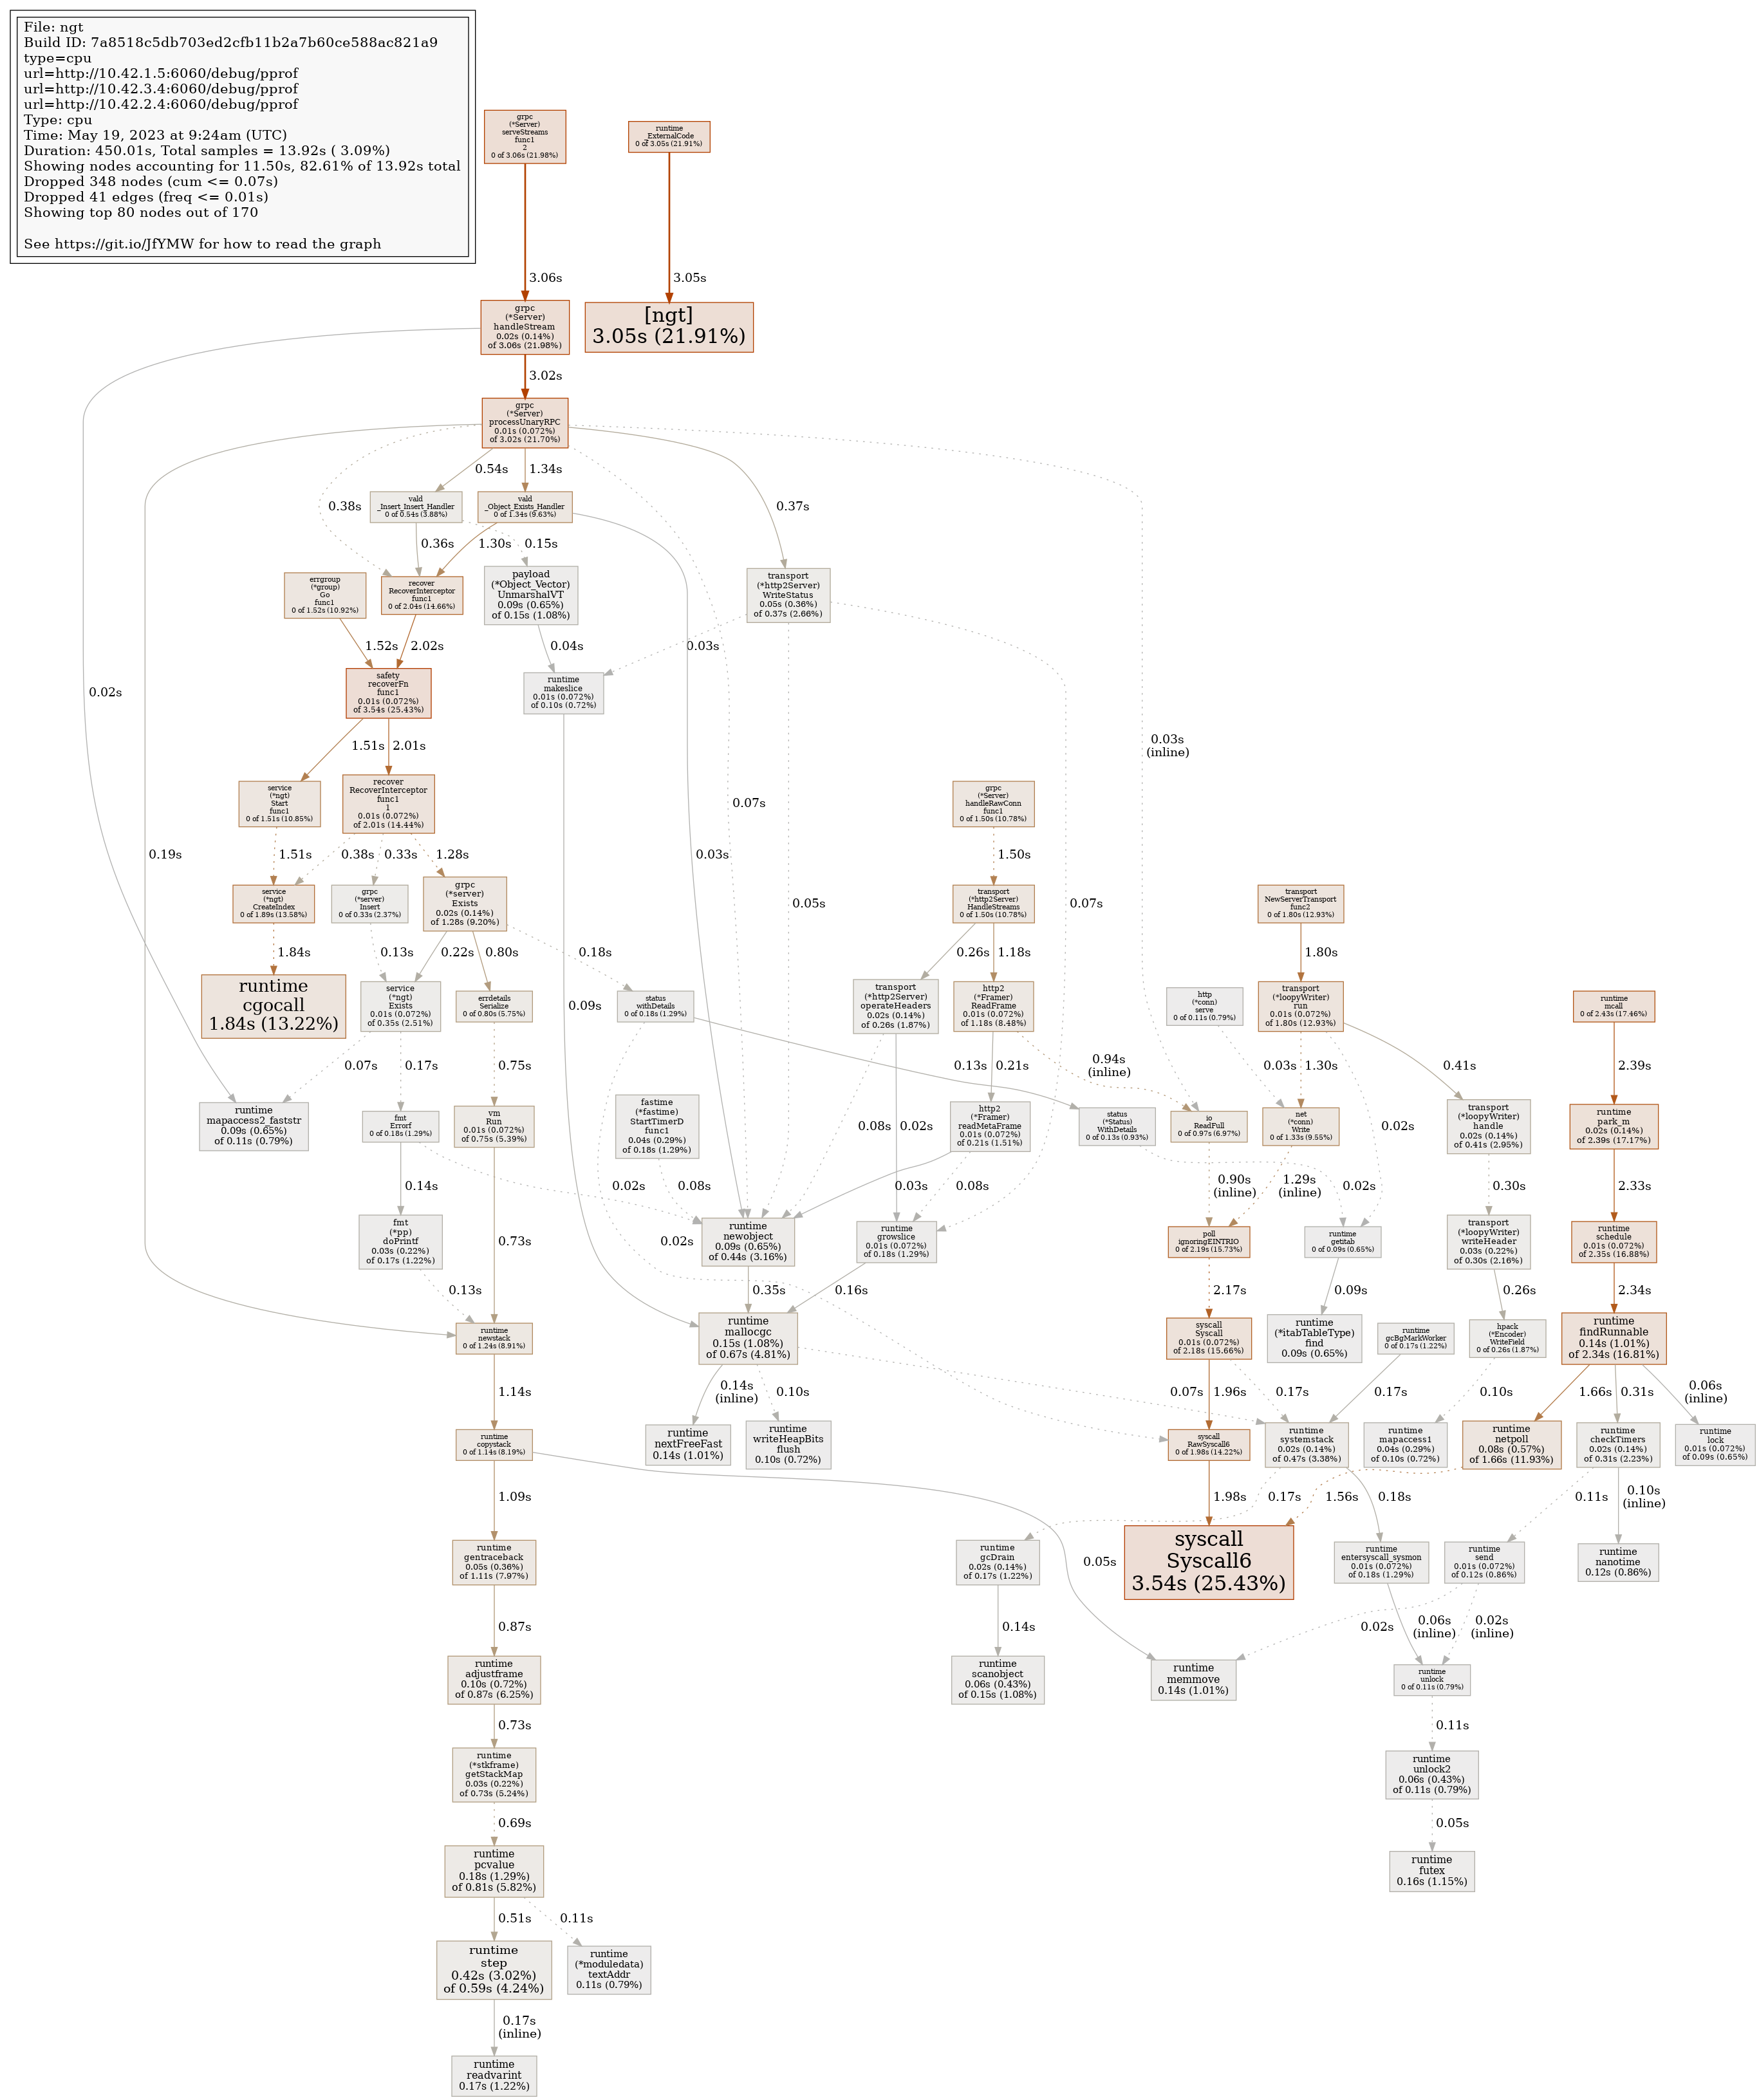 File: ngt
Build ID: 7a8518c5db703ed2cfb11b2a7b60ce588ac821a9
type=cpu
url=http://10.42.1.5:6060/debug/pprof
url=http://10.42.3.4:6060/debug/pprof
url=http://10.42.2.4:6060/debug/pprof
Type: cpu
Time: May 19, 2023 at 9:24am (UTC)
Duration: 450.01s, Total samples = 13.92s ( 3.09%)
Showing nodes accounting for 11.50s, 82.61% of 13.92s total
Dropped 348 nodes (cum <= 0.07s)
Dropped 41 edges (freq <= 0.01s)
Showing top 80 nodes out of 170
See https://git.io/JfYMW for how to read the graph
grpc
(*Server)
serveStreams
func1
2
0 of 3.06s (21.98%)
runtime
_ExternalCode
0 of 3.05s (21.91%)
3.06s
3.05s
grpc
(*Server)
handleStream
0.02s (0.14%)
of 3.06s (21.98%)
[ngt]
3.05s (21.91%)
3.02s
grpc
(*Server)
processUnaryRPC
0.01s (0.072%)
of 3.02s (21.70%)
0.54s
1.34s
0.38s
0.37s
vald
_Insert_Insert_Handler
0 of 0.54s (3.88%)
vald
_Object_Exists_Handler
0 of 1.34s (9.63%)
0.36s
1.30s
0.15s
errgroup
(*group)
Go
func1
0 of 1.52s (10.92%)
recover
RecoverInterceptor
func1
0 of 2.04s (14.66%)
payload
(*Object_Vector)
UnmarshalVT
0.09s (0.65%)
of 0.15s (1.08%)
transport
(*http2Server)
WriteStatus
0.05s (0.36%)
of 0.37s (2.66%)
1.52s
2.02s
0.04s
0.03s
0.02s
safety
recoverFn
func1
0.01s (0.072%)
of 3.54s (25.43%)
runtime
makeslice
0.01s (0.072%)
of 0.10s (0.72%)
1.51s
2.01s
0.03s
(inline)
service
(*ngt)
Start
func1
0 of 1.51s (10.85%)
recover
RecoverInterceptor
func1
1
0.01s (0.072%)
of 2.01s (14.44%)
0.07s
grpc
(*Server)
handleRawConn
func1
0 of 1.50s (10.78%)
0.19s
1.51s
0.38s
0.33s
1.28s
0.03s
1.50s
service
(*ngt)
CreateIndex
0 of 1.89s (13.58%)
grpc
(*server)
Insert
0 of 0.33s (2.37%)
grpc
(*server)
Exists
0.02s (0.14%)
of 1.28s (9.20%)
0.05s
transport
(*http2Server)
HandleStreams
0 of 1.50s (10.78%)
0.07s
transport
NewServerTransport
func2
0 of 1.80s (12.93%)
1.84s
0.13s
0.22s
0.80s
0.18s
0.26s
1.18s
1.80s
runtime
cgocall
1.84s (13.22%)
service
(*ngt)
Exists
0.01s (0.072%)
of 0.35s (2.51%)
errdetails
Serialize
0 of 0.80s (5.75%)
0.09s
status
withDetails
0 of 0.18s (1.29%)
transport
(*http2Server)
operateHeaders
0.02s (0.14%)
of 0.26s (1.87%)
http2
(*Framer)
ReadFrame
0.01s (0.072%)
of 1.18s (8.48%)
http
(*conn)
serve
0 of 0.11s (0.79%)
transport
(*loopyWriter)
run
0.01s (0.072%)
of 1.80s (12.93%)
runtime
mcall
0 of 2.43s (17.46%)
0.07s
0.17s
0.75s
0.13s
0.21s
0.94s
(inline)
0.03s
1.30s
0.41s
2.39s
runtime
mapaccess2_faststr
0.09s (0.65%)
of 0.11s (0.79%)
fmt
Errorf
0 of 0.18s (1.29%)
vm
Run
0.01s (0.072%)
of 0.75s (5.39%)
fastime
(*fastime)
StartTimerD
func1
0.04s (0.29%)
of 0.18s (1.29%)
0.08s
0.02s
http2
(*Framer)
readMetaFrame
0.01s (0.072%)
of 0.21s (1.51%)
status
(*Status)
WithDetails
0 of 0.13s (0.93%)
io
ReadFull
0 of 0.97s (6.97%)
net
(*conn)
Write
0 of 1.33s (9.55%)
0.02s
transport
(*loopyWriter)
handle
0.02s (0.14%)
of 0.41s (2.95%)
runtime
park_m
0.02s (0.14%)
of 2.39s (17.17%)
0.14s
0.02s
0.08s
0.03s
0.08s
0.90s
(inline)
1.29s
(inline)
0.02s
0.30s
2.33s
fmt
(*pp)
doPrintf
0.03s (0.22%)
of 0.17s (1.22%)
0.73s
0.02s
runtime
newobject
0.09s (0.65%)
of 0.44s (3.16%)
runtime
growslice
0.01s (0.072%)
of 0.18s (1.29%)
poll
ignoringEINTRIO
0 of 2.19s (15.73%)
runtime
getitab
0 of 0.09s (0.65%)
transport
(*loopyWriter)
writeHeader
0.03s (0.22%)
of 0.30s (2.16%)
runtime
schedule
0.01s (0.072%)
of 2.35s (16.88%)
0.13s
0.35s
0.16s
2.17s
0.09s
0.26s
2.34s
runtime
newstack
0 of 1.24s (8.91%)
runtime
mallocgc
0.15s (1.08%)
of 0.67s (4.81%)
syscall
Syscall
0.01s (0.072%)
of 2.18s (15.66%)
runtime
(*itabTableType)
find
0.09s (0.65%)
runtime
gcBgMarkWorker
0 of 0.17s (1.22%)
hpack
(*Encoder)
WriteField
0 of 0.26s (1.87%)
runtime
findRunnable
0.14s (1.01%)
of 2.34s (16.81%)
1.14s
0.14s
(inline)
0.10s
0.07s
1.96s
0.17s
0.17s
0.10s
1.66s
0.31s
0.06s
(inline)
runtime
copystack
0 of 1.14s (8.19%)
runtime
nextFreeFast
0.14s (1.01%)
runtime
writeHeapBits
flush
0.10s (0.72%)
syscall
RawSyscall6
0 of 1.98s (14.22%)
runtime
systemstack
0.02s (0.14%)
of 0.47s (3.38%)
runtime
mapaccess1
0.04s (0.29%)
of 0.10s (0.72%)
runtime
netpoll
0.08s (0.57%)
of 1.66s (11.93%)
runtime
checkTimers
0.02s (0.14%)
of 0.31s (2.23%)
runtime
lock
0.01s (0.072%)
of 0.09s (0.65%)
1.09s
1.98s
0.17s
1.56s
0.18s
0.11s
0.10s
(inline)
runtime
gentraceback
0.05s (0.36%)
of 1.11s (7.97%)
0.05s
runtime
gcDrain
0.02s (0.14%)
of 0.17s (1.22%)
syscall
Syscall6
3.54s (25.43%)
runtime
entersyscall_sysmon
0.01s (0.072%)
of 0.18s (1.29%)
runtime
send
0.01s (0.072%)
of 0.12s (0.86%)
runtime
nanotime
0.12s (0.86%)
0.87s
0.14s
0.02s
0.06s
(inline)
0.02s
(inline)
runtime
adjustframe
0.10s (0.72%)
of 0.87s (6.25%)
runtime
scanobject
0.06s (0.43%)
of 0.15s (1.08%)
runtime
memmove
0.14s (1.01%)
runtime
unlock
0 of 0.11s (0.79%)
0.73s
0.11s
runtime
(*stkframe)
getStackMap
0.03s (0.22%)
of 0.73s (5.24%)
runtime
unlock2
0.06s (0.43%)
of 0.11s (0.79%)
0.69s
0.05s
runtime
pcvalue
0.18s (1.29%)
of 0.81s (5.82%)
runtime
futex
0.16s (1.15%)
0.51s
0.11s
runtime
step
0.42s (3.02%)
of 0.59s (4.24%)
runtime
(*moduledata)
textAddr
0.11s (0.79%)
0.17s
(inline)
runtime
readvarint
0.17s (1.22%)